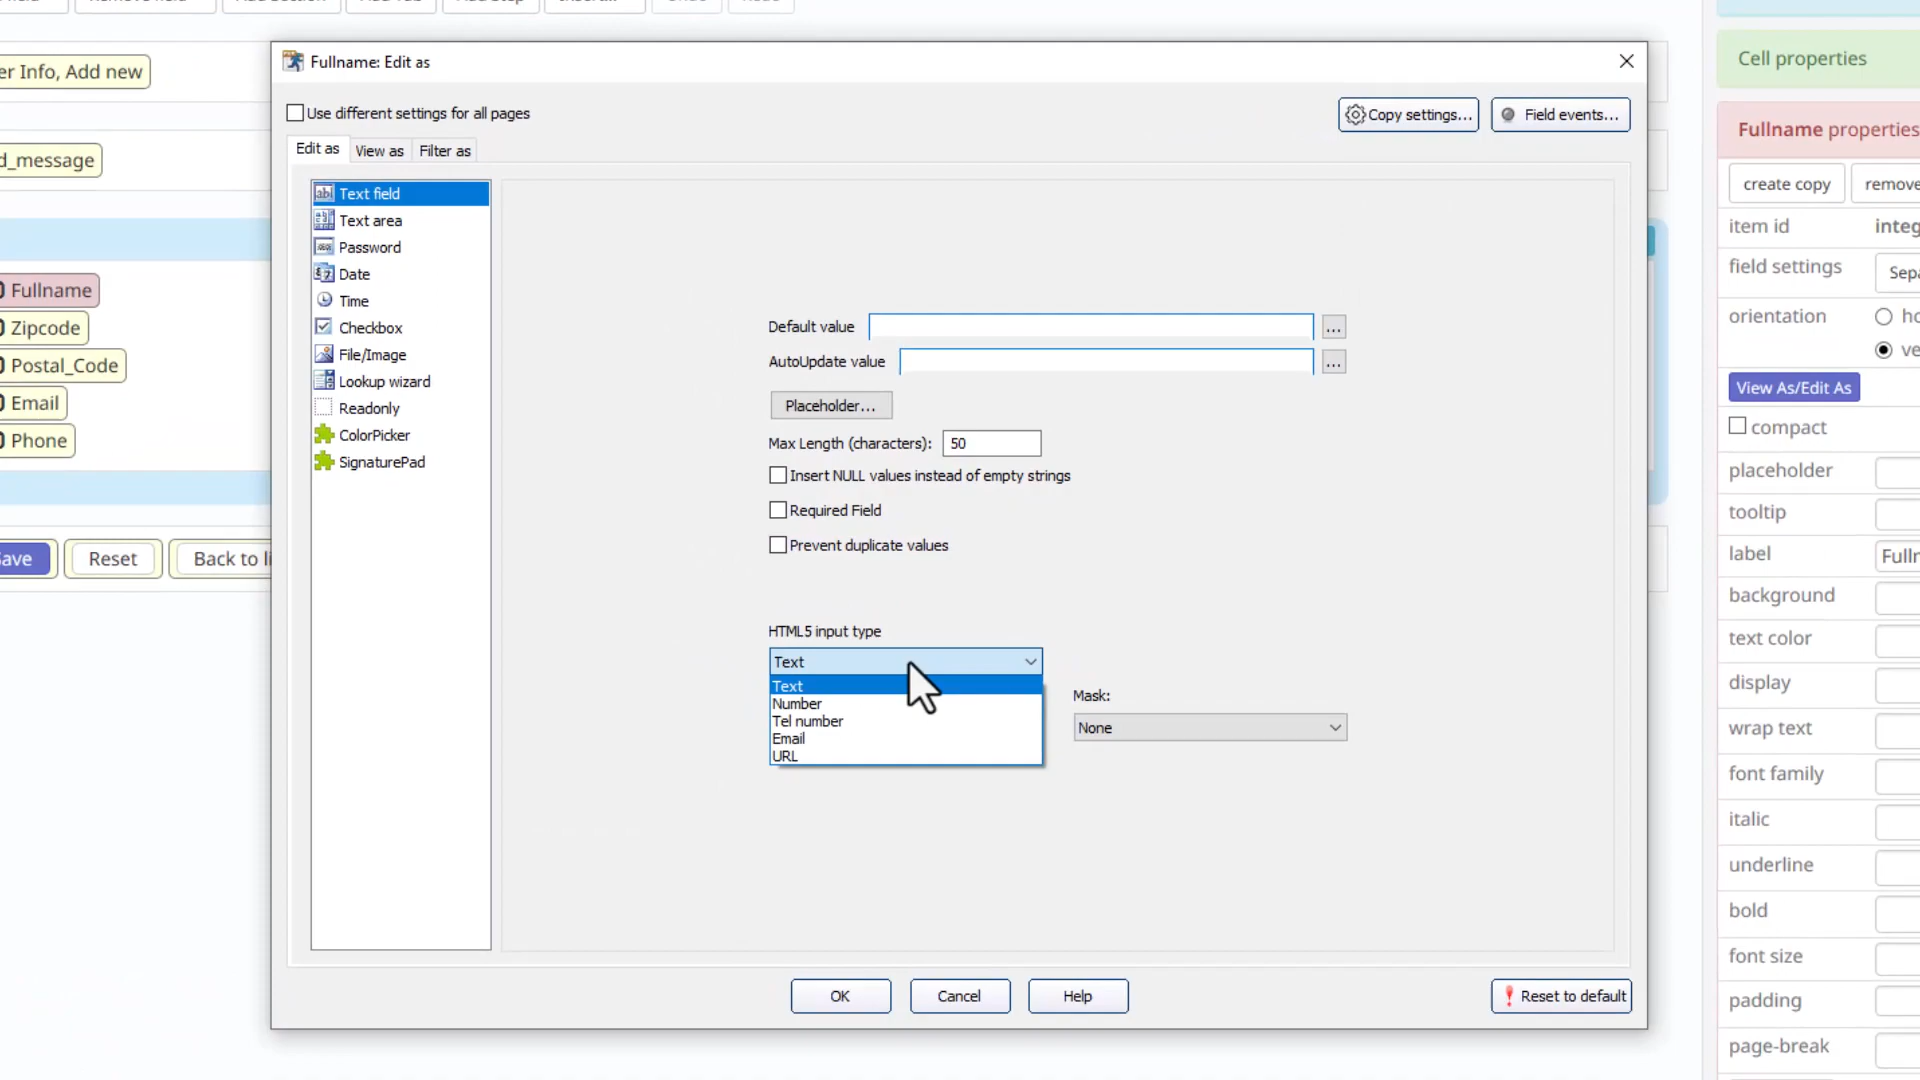 Fullname: Edit as
er Info, Add new
Cell properties
Use different settings for all pages
Copy settings...
Field events...
Fullname properties
Edit as
View as
Filter as
d_message
create copy
remove
Text field
Text area
Password
Date
Time
Checkbox
File/Image
Lookup wizard
Readonly
ColorPicker
SignaturePad
item id
integ
field settings
Sepa
orientation
ho
ve
View As/Edit As
compact
placeholder
tooltip
label
Fulln
background
text color
display
wrap text
font family
italic
underline
bold
font size
padding
page-break
Fullname
Zipcode
Postal_Code
Email
Phone
ave
Reset
Back to li
Default value
...
AutoUpdate value
...
Placeholder...
Max Length (characters):
50
Insert NULL values instead of empty strings
Required Field
Prevent duplicate values
HTML5 input type
Text
Text
Number
Tel number
Email
URL
Mask:
None
OK
Cancel
Help
Reset to default